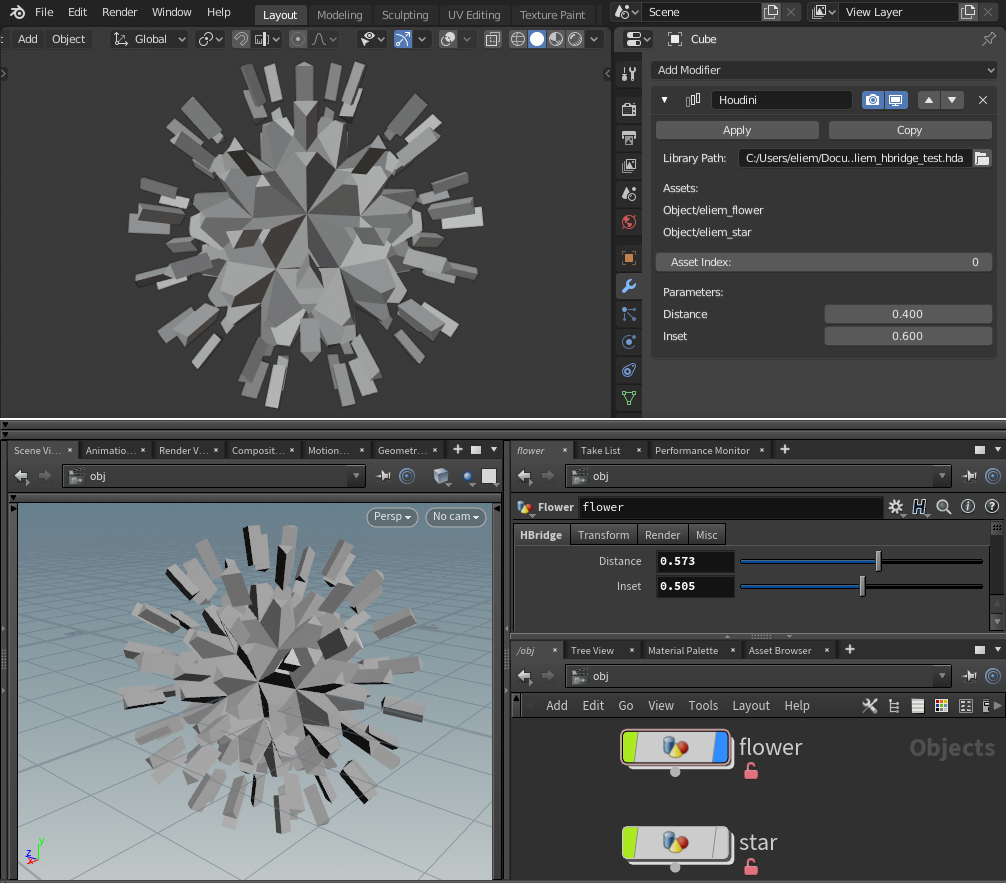 File Edit Render Window Help Layout Modeling Sculpting UV Editing Texture Paint Scene View Layer
Add Object Global Cube
Add Modifier
Houdini
Apply Copy
Library Path: C:/Users/eliem/Docu..liem_hbridge_test.hda
Assets:
Object/eliem_flower
Object/eliem_star
Asset Index: 0
Parameters:
Distance 0.400
Inset 0.600
Scene Vi... Animatio... Render V... Composit... Motion... Geometr...
obj
Persp No cam
z y x
flower Take List Performance Monitor
obj
Flower flower
HBridge Transform Render Misc
Distance 0.573
Inset 0.505
/obj Tree View Material Palette Asset Browser
obj
Add Edit Go View Tools Layout Help
flower Objects
star